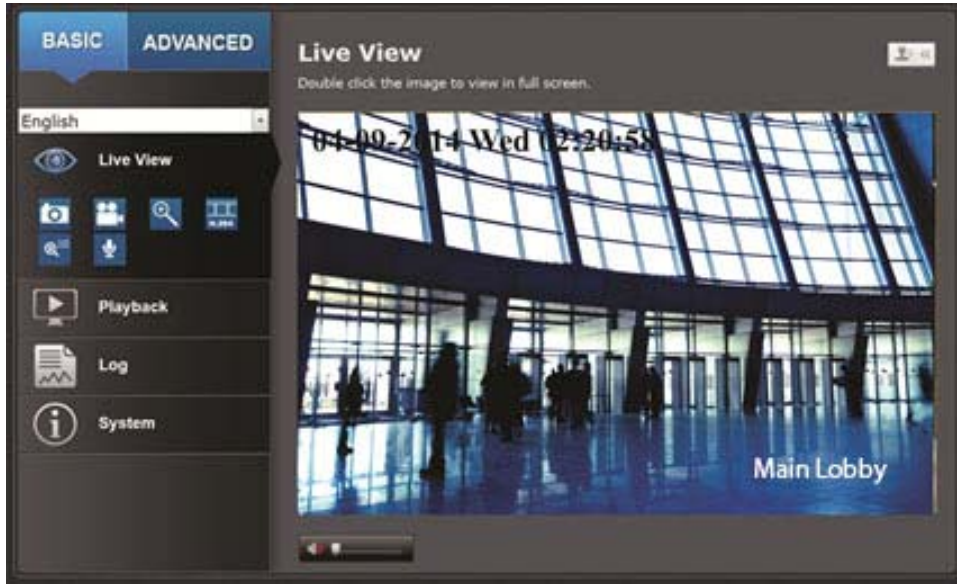 BASIC ADVANCED
English
Live View
Playback
Log
System
Live View
Double click the image to view in full screen.
04-09-2014 Wed 02:20:58
Main Lobby